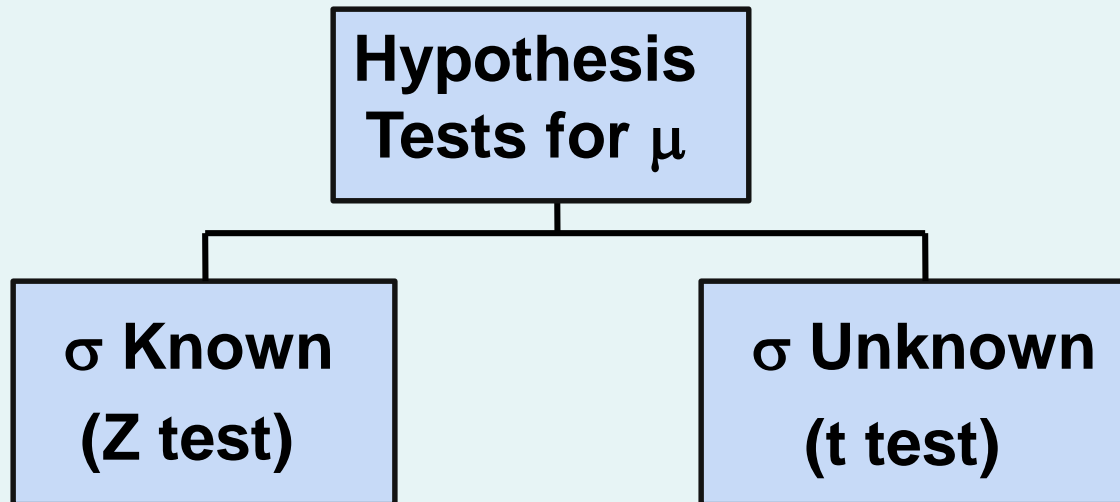 Hypothesis
Tests for μ
σ Known
(Z test)
σ Unknown
(t test)